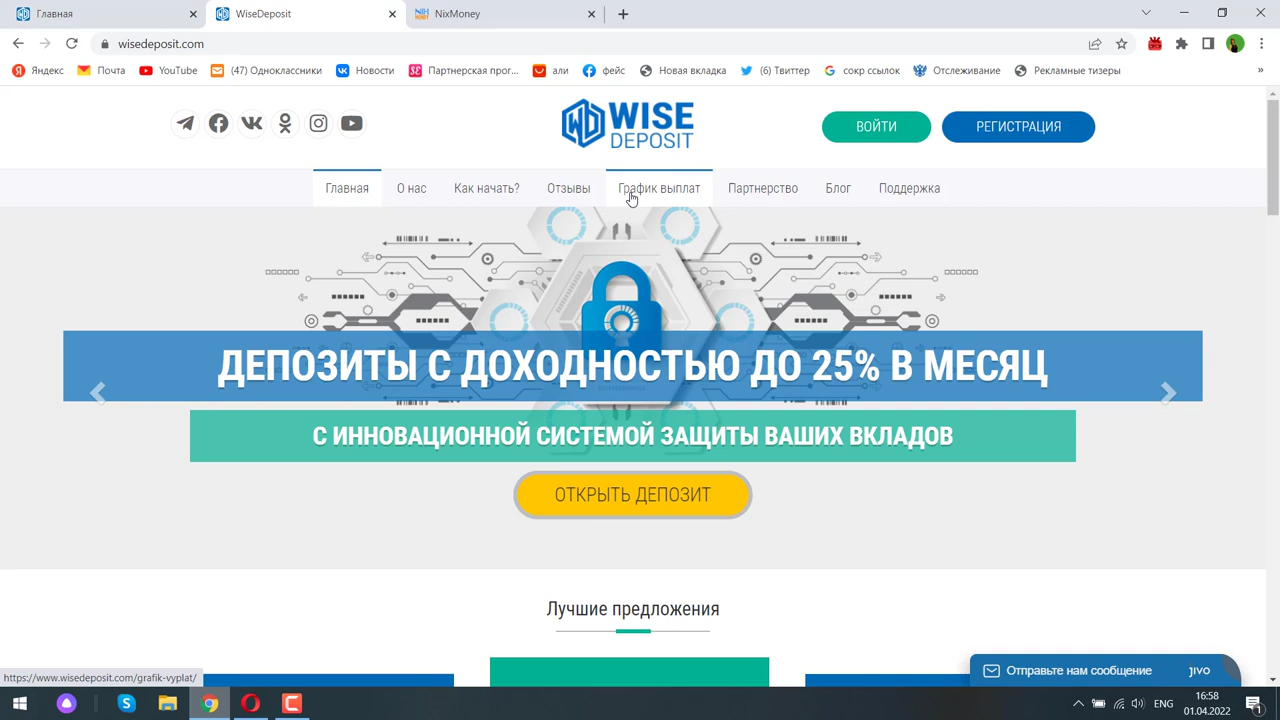 Главная
WiseDeposit
NixMoney
wisedeposit.com
Яндекс
Почта
YouTube
(47) Одноклассники
Новости
Партнерская прог...
али
фейс
Новая вкладка
(6) Твиттер
сокр ссылок
Отслеживание
Рекламные тизеры
»
WISE
DEPOSIT
ВОЙТИ
РЕГИСТРАЦИЯ
Главная
О нас
Как начать?
Отзывы
График выплат
Партнерство
Блог
Поддержка
ДЕПОЗИТЫ С ДОХОДНОСТЬЮ ДО 25% В МЕСЯЦ
С ИННОВАЦИОННОЙ СИСТЕМОЙ ЗАЩИТЫ ВАШИХ ВКЛАДОВ
ОТКРЫТЬ ДЕПОЗИТ
Лучшие предложения
Отправьте нам сообщение
jivo
https://www.wisedeposit.com/grafik-vyplat/
ENG
16:58
01.04.2022
1